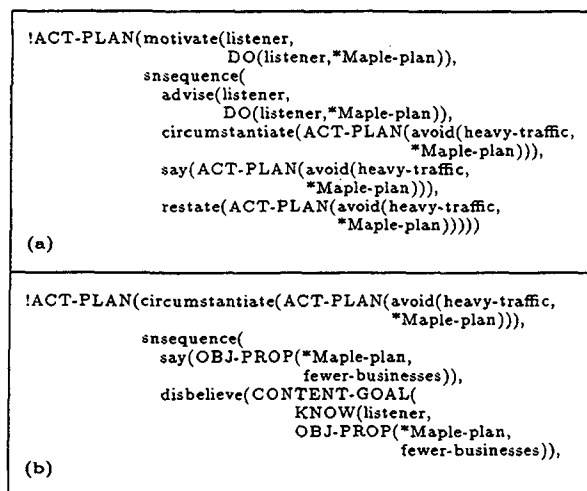 !ACT-PLAN(motivate(listener,
DO(listener,*Maple-plan)),
snsequence(
advise(listener,
DO(listener,*Maple-plan)),
circumstantiate(ACT-PLAN(avoid(heavy-traffic,
*Maple-plan))),
say(ACT-PLAN(avoid(heavy-traffic,
*Maple-plan))),
restate(ACT-PLAN(avoid(heavy-traffic,
*Maple-plan)))))
(a)
!ACT-PLAN(circumstantiate(ACT-PLAN(avoid(heavy-traffic,
*Maple-plan))),
snsequence(
say(OBJ-PROP(*Maple-plan,
fewer-businesses)),
disbelieve(CONTENT-GOAL(
KNOW(listener,
OBJ-PROP(*Maple-plan,
fewer-businesses)),
(b)